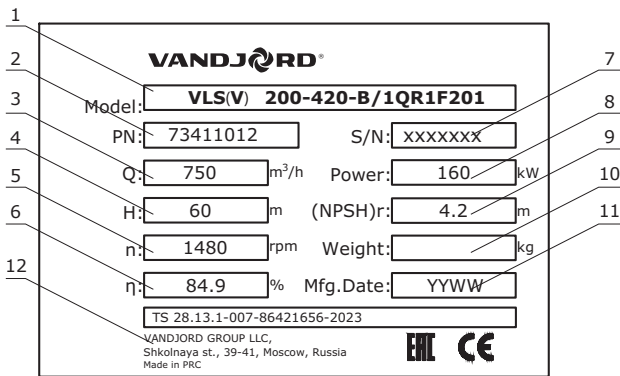 1
2
3
4
5
6
12
7
8
9
10
11
VANDJORD®
Model: VLS(V) 200-420-B/1QR1F201
PN: 73411012 S/N: xxxxxxx
Q: 750 m³/h Power: 160 kW
H: 60 m (NPSH)r: 4.2 m
n: 1480 rpm Weight: kg
η: 84.9 % Mfg.Date: YYWW
TS 28.13.1-007-86421656-2023
VANDJORD GROUP LLC,
Shkolnaya st., 39-41, Moscow, Russia
Made in PRC
EAC CE